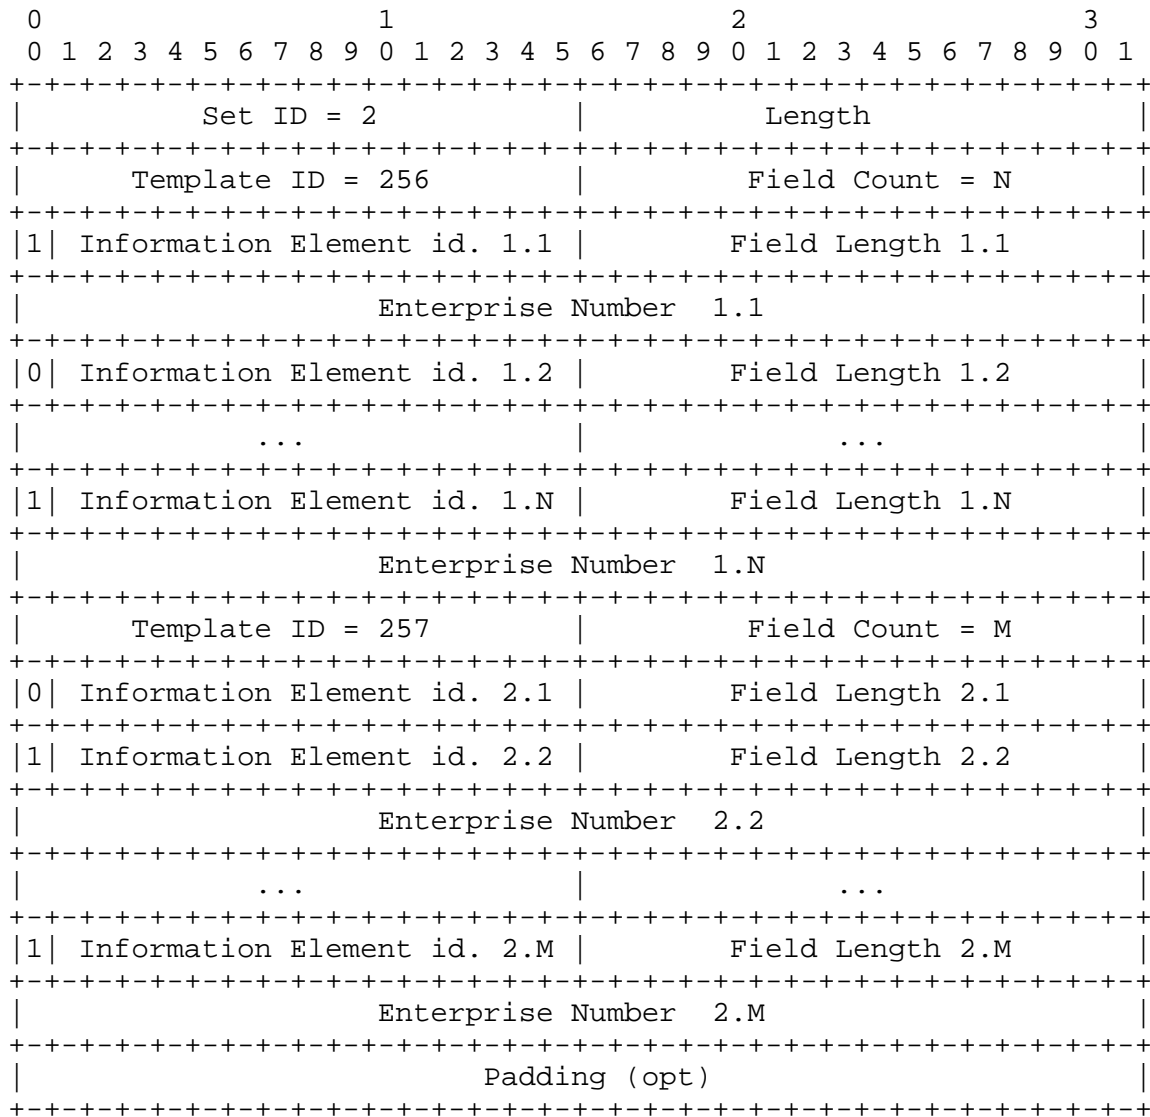 0                   1                   2                   3
 0 1 2 3 4 5 6 7 8 9 0 1 2 3 4 5 6 7 8 9 0 1 2 3 4 5 6 7 8 9 0 1
+-+-+-+-+-+-+-+-+-+-+-+-+-+-+-+-+-+-+-+-+-+-+-+-+-+-+-+-+-+-+-+-+
|          Set ID = 2           |          Length               |
+-+-+-+-+-+-+-+-+-+-+-+-+-+-+-+-+-+-+-+-+-+-+-+-+-+-+-+-+-+-+-+-+
|      Template ID = 256        |         Field Count = N       |
+-+-+-+-+-+-+-+-+-+-+-+-+-+-+-+-+-+-+-+-+-+-+-+-+-+-+-+-+-+-+-+-+
|1| Information Element id. 1.1 |        Field Length 1.1       |
+-+-+-+-+-+-+-+-+-+-+-+-+-+-+-+-+-+-+-+-+-+-+-+-+-+-+-+-+-+-+-+-+
|                    Enterprise Number  1.1                     |
+-+-+-+-+-+-+-+-+-+-+-+-+-+-+-+-+-+-+-+-+-+-+-+-+-+-+-+-+-+-+-+-+
|0| Information Element id. 1.2 |        Field Length 1.2       |
+-+-+-+-+-+-+-+-+-+-+-+-+-+-+-+-+-+-+-+-+-+-+-+-+-+-+-+-+-+-+-+-+
|             ...               |              ...              |
+-+-+-+-+-+-+-+-+-+-+-+-+-+-+-+-+-+-+-+-+-+-+-+-+-+-+-+-+-+-+-+-+
|1| Information Element id. 1.N |        Field Length 1.N       |
+-+-+-+-+-+-+-+-+-+-+-+-+-+-+-+-+-+-+-+-+-+-+-+-+-+-+-+-+-+-+-+-+
|                    Enterprise Number  1.N                     |
+-+-+-+-+-+-+-+-+-+-+-+-+-+-+-+-+-+-+-+-+-+-+-+-+-+-+-+-+-+-+-+-+
|      Template ID = 257        |         Field Count = M       |
+-+-+-+-+-+-+-+-+-+-+-+-+-+-+-+-+-+-+-+-+-+-+-+-+-+-+-+-+-+-+-+-+
|0| Information Element id. 2.1 |        Field Length 2.1       |
+-+-+-+-+-+-+-+-+-+-+-+-+-+-+-+-+-+-+-+-+-+-+-+-+-+-+-+-+-+-+-+-+
|1| Information Element id. 2.2 |        Field Length 2.2       |
+-+-+-+-+-+-+-+-+-+-+-+-+-+-+-+-+-+-+-+-+-+-+-+-+-+-+-+-+-+-+-+-+
|                    Enterprise Number  2.2                     |
+-+-+-+-+-+-+-+-+-+-+-+-+-+-+-+-+-+-+-+-+-+-+-+-+-+-+-+-+-+-+-+-+
|             ...               |              ...              |
+-+-+-+-+-+-+-+-+-+-+-+-+-+-+-+-+-+-+-+-+-+-+-+-+-+-+-+-+-+-+-+-+
|1| Information Element id. 2.M |        Field Length 2.M       |
+-+-+-+-+-+-+-+-+-+-+-+-+-+-+-+-+-+-+-+-+-+-+-+-+-+-+-+-+-+-+-+-+
|                    Enterprise Number  2.M                     |
+-+-+-+-+-+-+-+-+-+-+-+-+-+-+-+-+-+-+-+-+-+-+-+-+-+-+-+-+-+-+-+-+
|                          Padding (opt)                        |
+-+-+-+-+-+-+-+-+-+-+-+-+-+-+-+-+-+-+-+-+-+-+-+-+-+-+-+-+-+-+-+-+